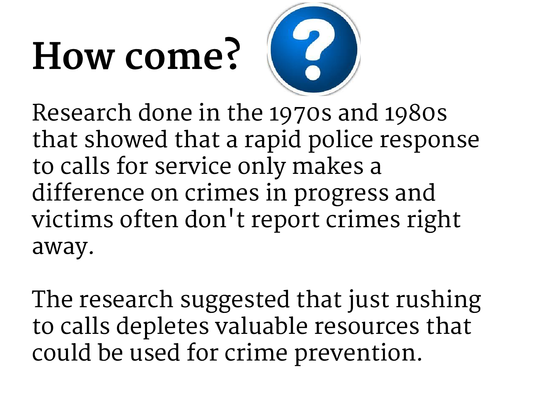 How come?
?
Research done in the 1970s and 1980s
that showed that a rapid police response
to calls for service only makes a
difference on crimes in progress and
victims often don't report crimes right
away.
The research suggested that just rushing
to calls depletes valuable resources that
could be used for crime prevention.